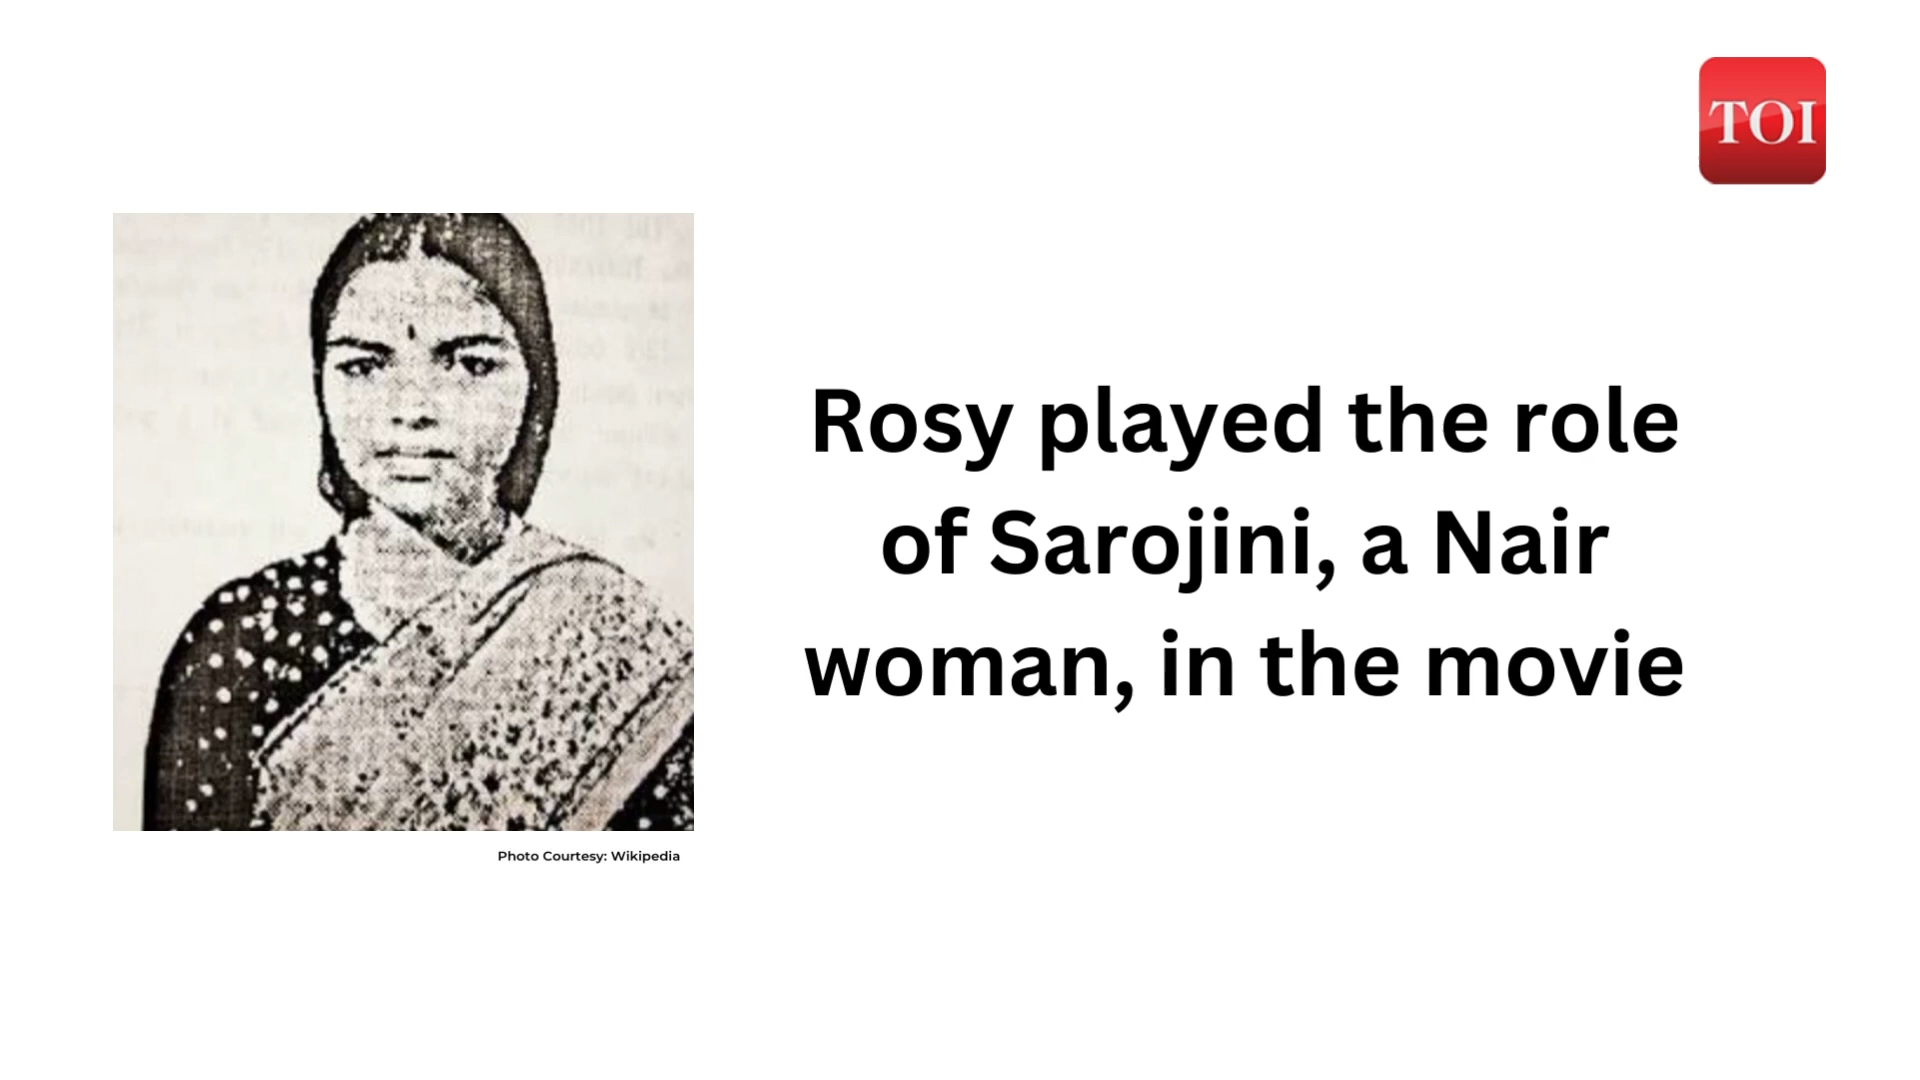 TOI
Rosy played the role
of Sarojini, a Nair
woman, in the movie
Photo Courtesy: Wikipedia